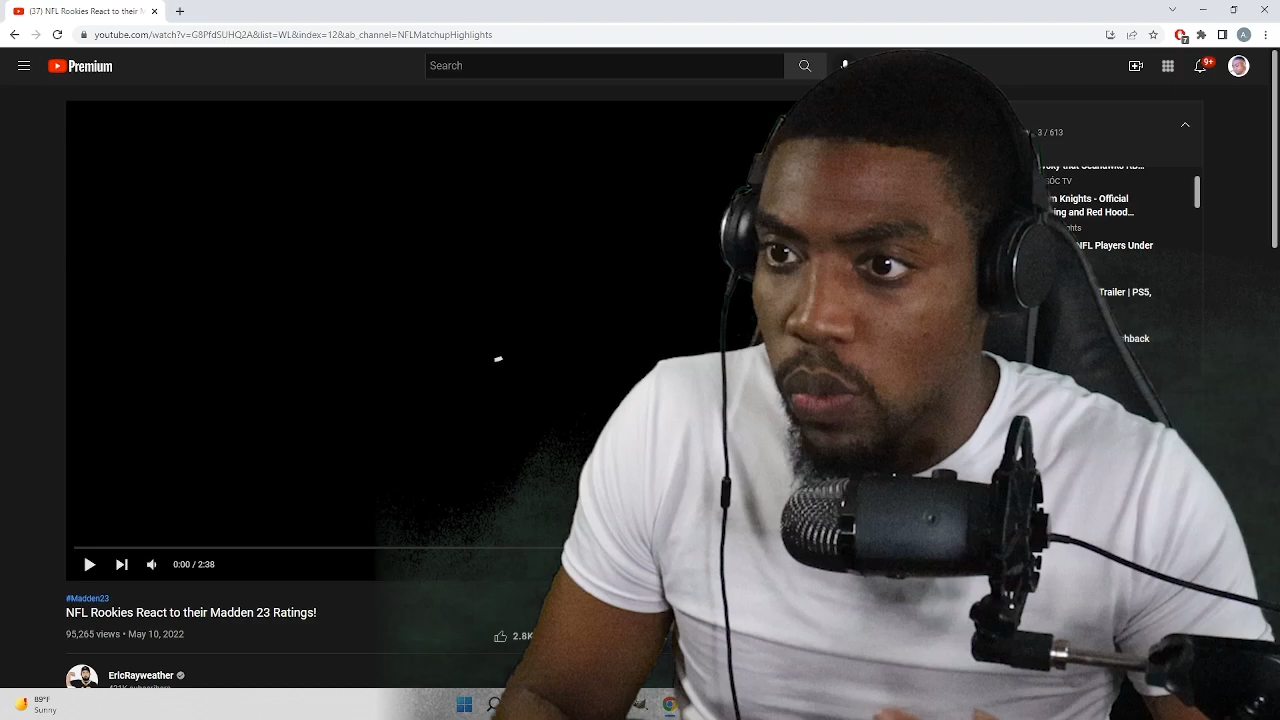 (37) NFL Rookies React to their M
youtube.com/watch?v=G8PfdSUHQ2A&list=WL&index=12&ab_channel=NFLMatchupHighlights
7
A
Premium
Search
9+
3 / 613
TV
Knights - Official
and Red Hood...
NFL Players Under
Trailer | PS5,
0:00 / 2:38
#Madden23
NFL Rookies React to their Madden 23 Ratings!
95,265 views • May 10, 2022
2.8K
EricRayweather
89°F
Sunny